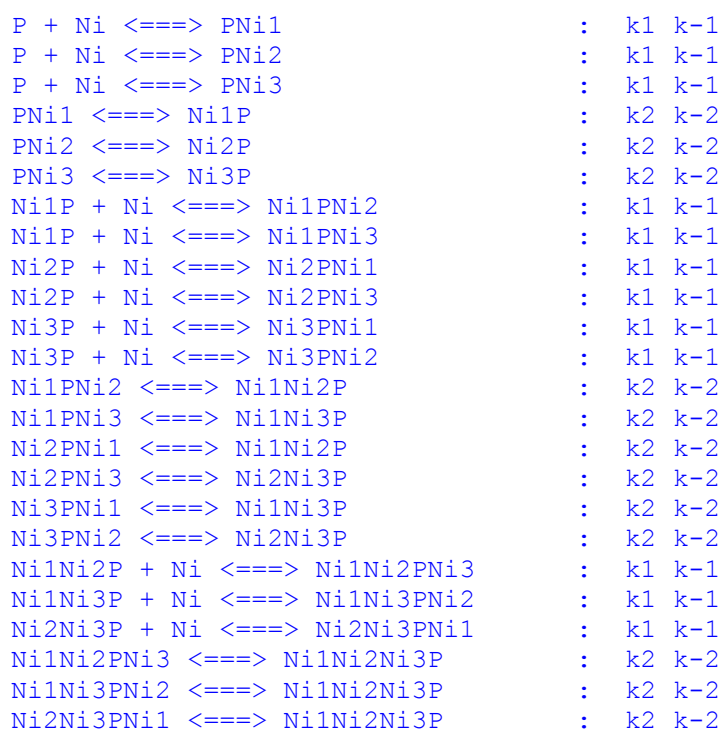 P + Ni <===> PNi1 : k1 k-1
P + Ni <===> PNi2 : k1 k-1
P + Ni <===> PNi3 : k1 k-1
PNi1 <===> Ni1P : k2 k-2
PNi2 <===> Ni2P : k2 k-2
PNi3 <===> Ni3P : k2 k-2
Ni1P + Ni <===> Ni1PNi2 : k1 k-1
Ni1P + Ni <===> Ni1PNi3 : k1 k-1
Ni2P + Ni <===> Ni2PNi1 : k1 k-1
Ni2P + Ni <===> Ni2PNi3 : k1 k-1
Ni3P + Ni <===> Ni3PNi1 : k1 k-1
Ni3P + Ni <===> Ni3PNi2 : k1 k-1
Ni1PNi2 <===> Ni1Ni2P : k2 k-2
Ni1PNi3 <===> Ni1Ni3P : k2 k-2
Ni2PNi1 <===> Ni1Ni2P : k2 k-2
Ni2PNi3 <===> Ni2Ni3P : k2 k-2
Ni3PNi1 <===> Ni1Ni3P : k2 k-2
Ni3PNi2 <===> Ni2Ni3P : k2 k-2
Ni1Ni2P + Ni <===> Ni1Ni2PNi3 : k1 k-1
Ni1Ni3P + Ni <===> Ni1Ni3PNi2 : k1 k-1
Ni2Ni3P + Ni <===> Ni2Ni3PNi1 : k1 k-1
Ni1Ni2PNi3 <===> Ni1Ni2Ni3P : k2 k-2
Ni1Ni3PNi2 <===> Ni1Ni2Ni3P : k2 k-2
Ni2Ni3PNi1 <===> Ni1Ni2Ni3P : k2 k-2